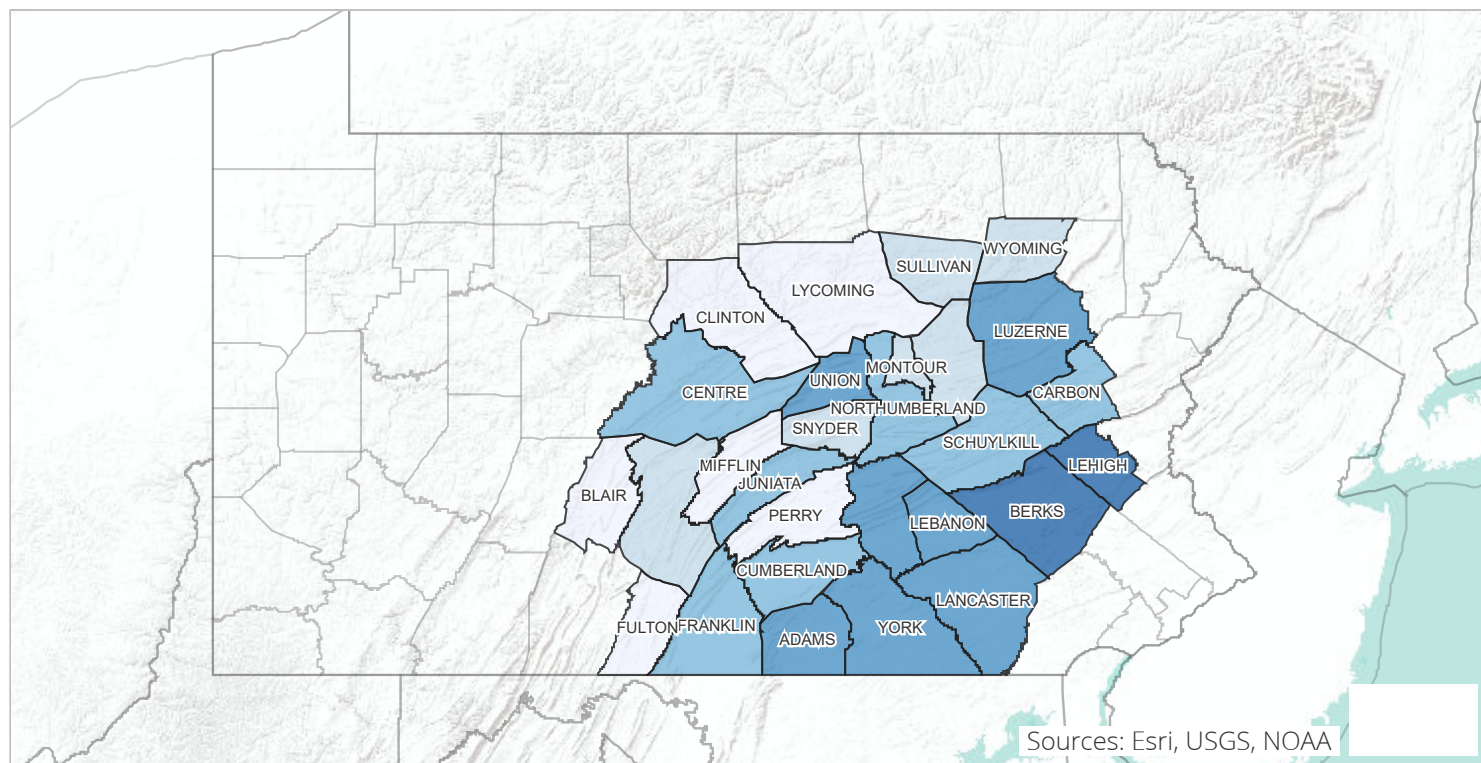 WYOMING
SULLIVAN
LYCOMING
CLINTON
LUZERNE
MONTOUR
UNION
CENTRE
CARBON
NORTHUMBERLAND
SNYDER
SCHUYLKILL
MIFFLIN
LEHIGH
JUNIATA
BLAIR
PERRY
BERKS
LEBANON
CUMBERLAND
LANCASTER
FULTON
FRANKLIN
YORK
ADAMS
Sources: Esri, USGS, NOAA